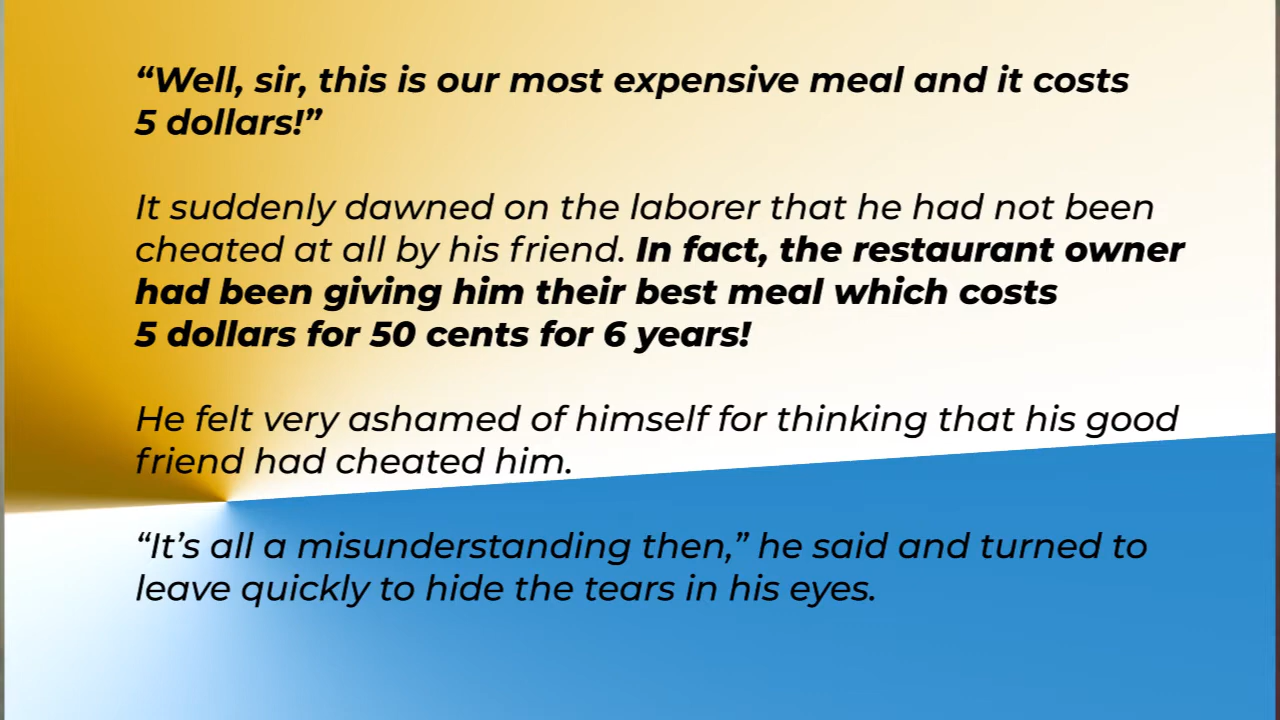 “Well, sir, this is our most expensive meal and it costs
5 dollars!”
It suddenly dawned on the laborer that he had not been
cheated at all by his friend. In fact, the restaurant owner
had been giving him their best meal which costs
5 dollars for 50 cents for 6 years!
He felt very ashamed of himself for thinking that his good
friend had cheated him.
“It’s all a misunderstanding then,” he said and turned to
leave quickly to hide the tears in his eyes.